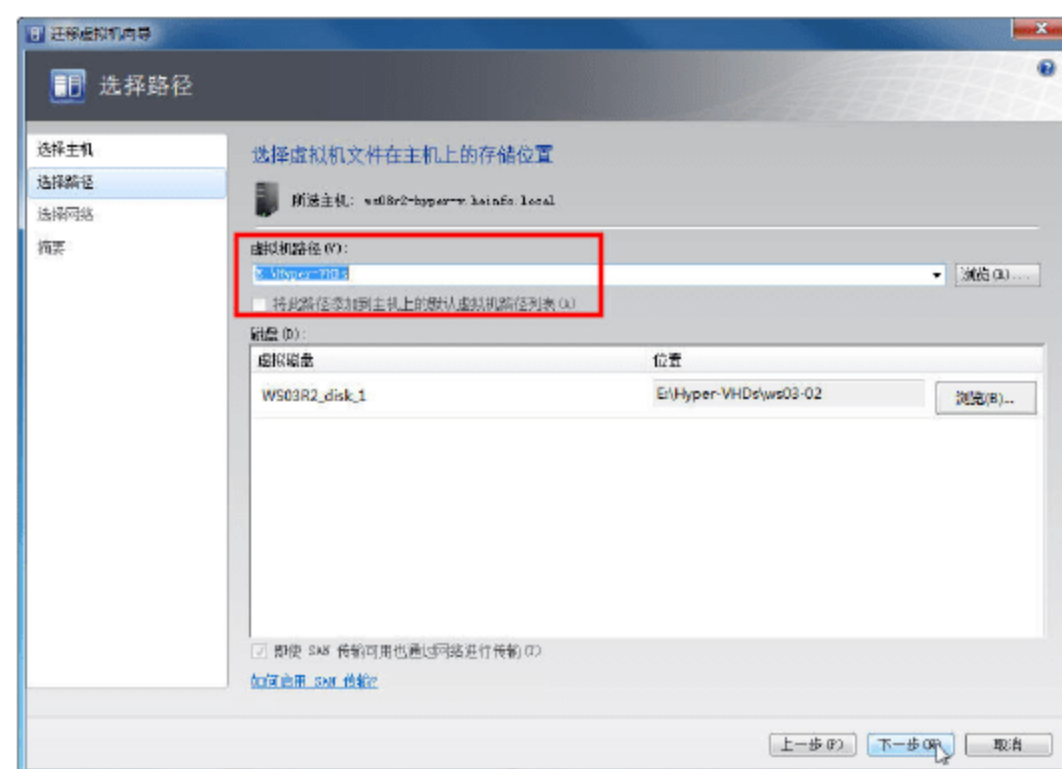 迁移虚拟机向导
选择路径
选择主机
选择路径
选择网络
摘要
选择虚拟机文件在主机上的存储位置
所选主机: ws08r2-hyper-v.heinfo.local
虚拟机路径(V):
E:\Hyper-VHDs
浏览(R)...
将此路径添加到主机上的默认虚拟机路径列表(A)
磁盘(D):
虚拟磁盘 位置
WS03R2_disk_1 E:\Hyper-VHDs\ws03-02 浏览(B)...
即使 SAN 传输可用也通过网络进行传输(T)
如何启用 SAN 传输?
上一步(P) 下一步(N) 取消